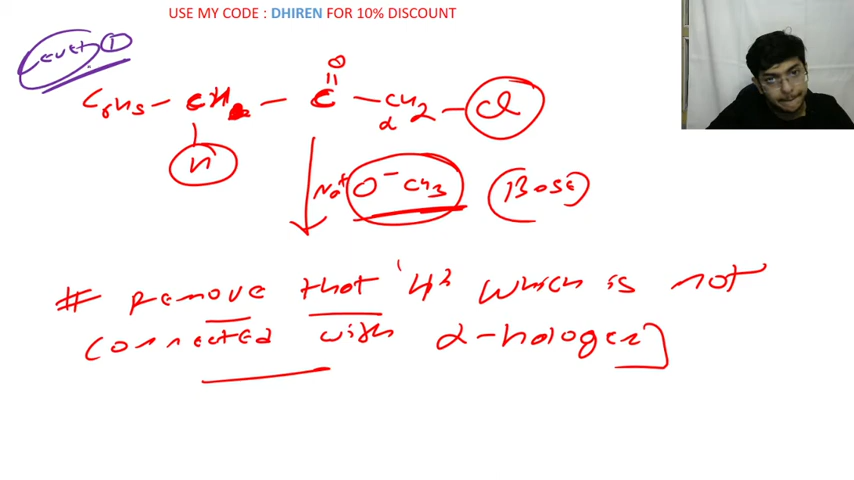 USE MY CODE : DHIREN FOR 10% DISCOUNT
Level ①
O
||
C6H5 — CH — C — CH2 — Cl
α
H
Na+ O⁻ CH3 (Base)
# Remove that 'H' which is not
connected with α-halogen]